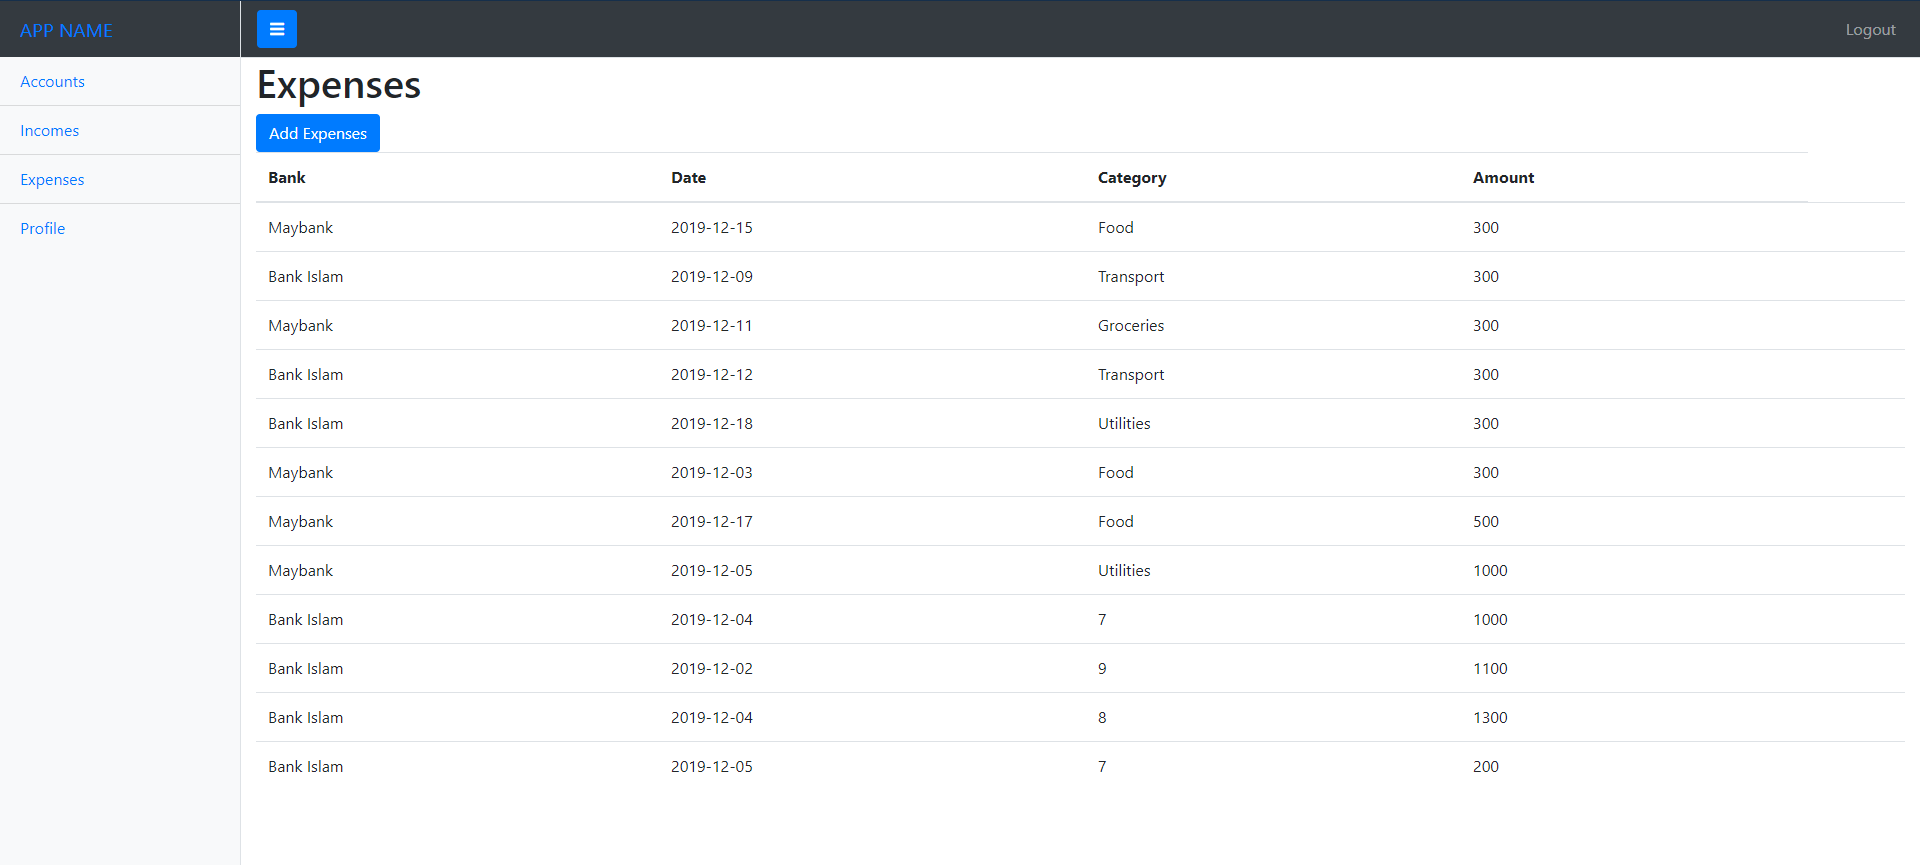 APP NAME
Logout
Accounts
Incomes
Expenses
Profile
Expenses
Add Expenses
Bank Date Category Amount
Maybank 2019-12-15 Food 300
Bank Islam 2019-12-09 Transport 300
Maybank 2019-12-11 Groceries 300
Bank Islam 2019-12-12 Transport 300
Bank Islam 2019-12-18 Utilities 300
Maybank 2019-12-03 Food 300
Maybank 2019-12-17 Food 500
Maybank 2019-12-05 Utilities 1000
Bank Islam 2019-12-04 7 1000
Bank Islam 2019-12-02 9 1100
Bank Islam 2019-12-04 8 1300
Bank Islam 2019-12-05 7 200